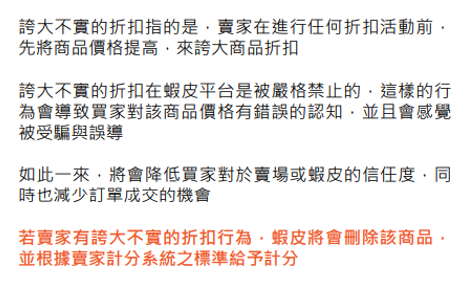 誇大不實的折扣指的是，賣家在進行任何折扣活動前，
先將商品價格提高，來誇大商品折扣
誇大不實的折扣在蝦皮平台是被嚴格禁止的，這樣的行
為會導致買家對該商品價格有錯誤的認知，並且會感覺
被受騙與誤導
如此一來，將會降低買家對於賣場或蝦皮的信任度，同
時也減少訂單成交的機會
若賣家有誇大不實的折扣行為，蝦皮將會刪除該商品，
並根據賣家計分系統之標準給予計分